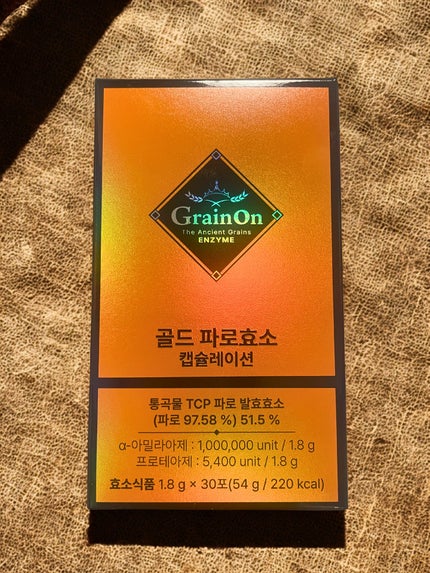 GrainOn
The Ancient Grains
ENZYME
골드 파로효소
캡슐레이션
통곡물 TCP 파로 발효효소
(파로 97.58 %) 51.5 %
α-아밀라아제 : 1,000,000 unit / 1.8 g
프로테아제 : 5,400 unit / 1.8 g
효소식품 1.8 g × 30포(54 g / 220 kcal)